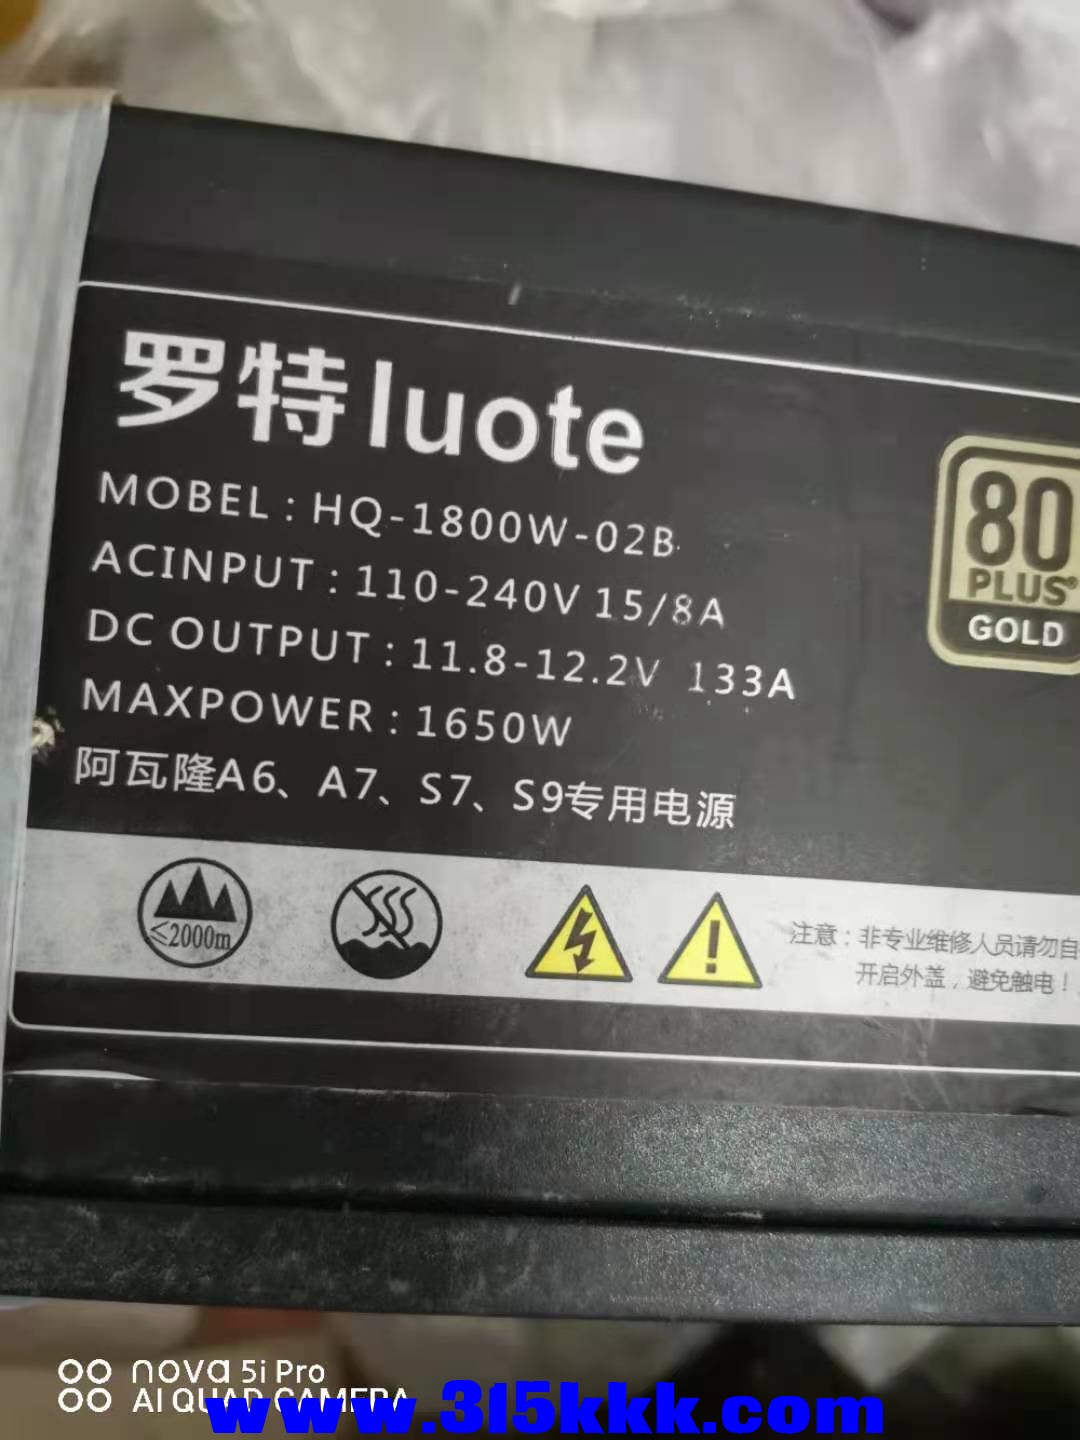 罗特luote
MOBEL : HQ-1800W-02B
ACINPUT : 110-240V 15/8A
DC OUTPUT : 11.8-12.2V 133A
MAXPOWER : 1650W
阿瓦隆A6、A7、S7、S9专用电源
80
PLUS®
GOLD
≤2000m
注意：非专业维修人员请勿自
开启外盖，避免触电！
nova 5i Pro
AI QUAD CAMERA
www.315kkk.com